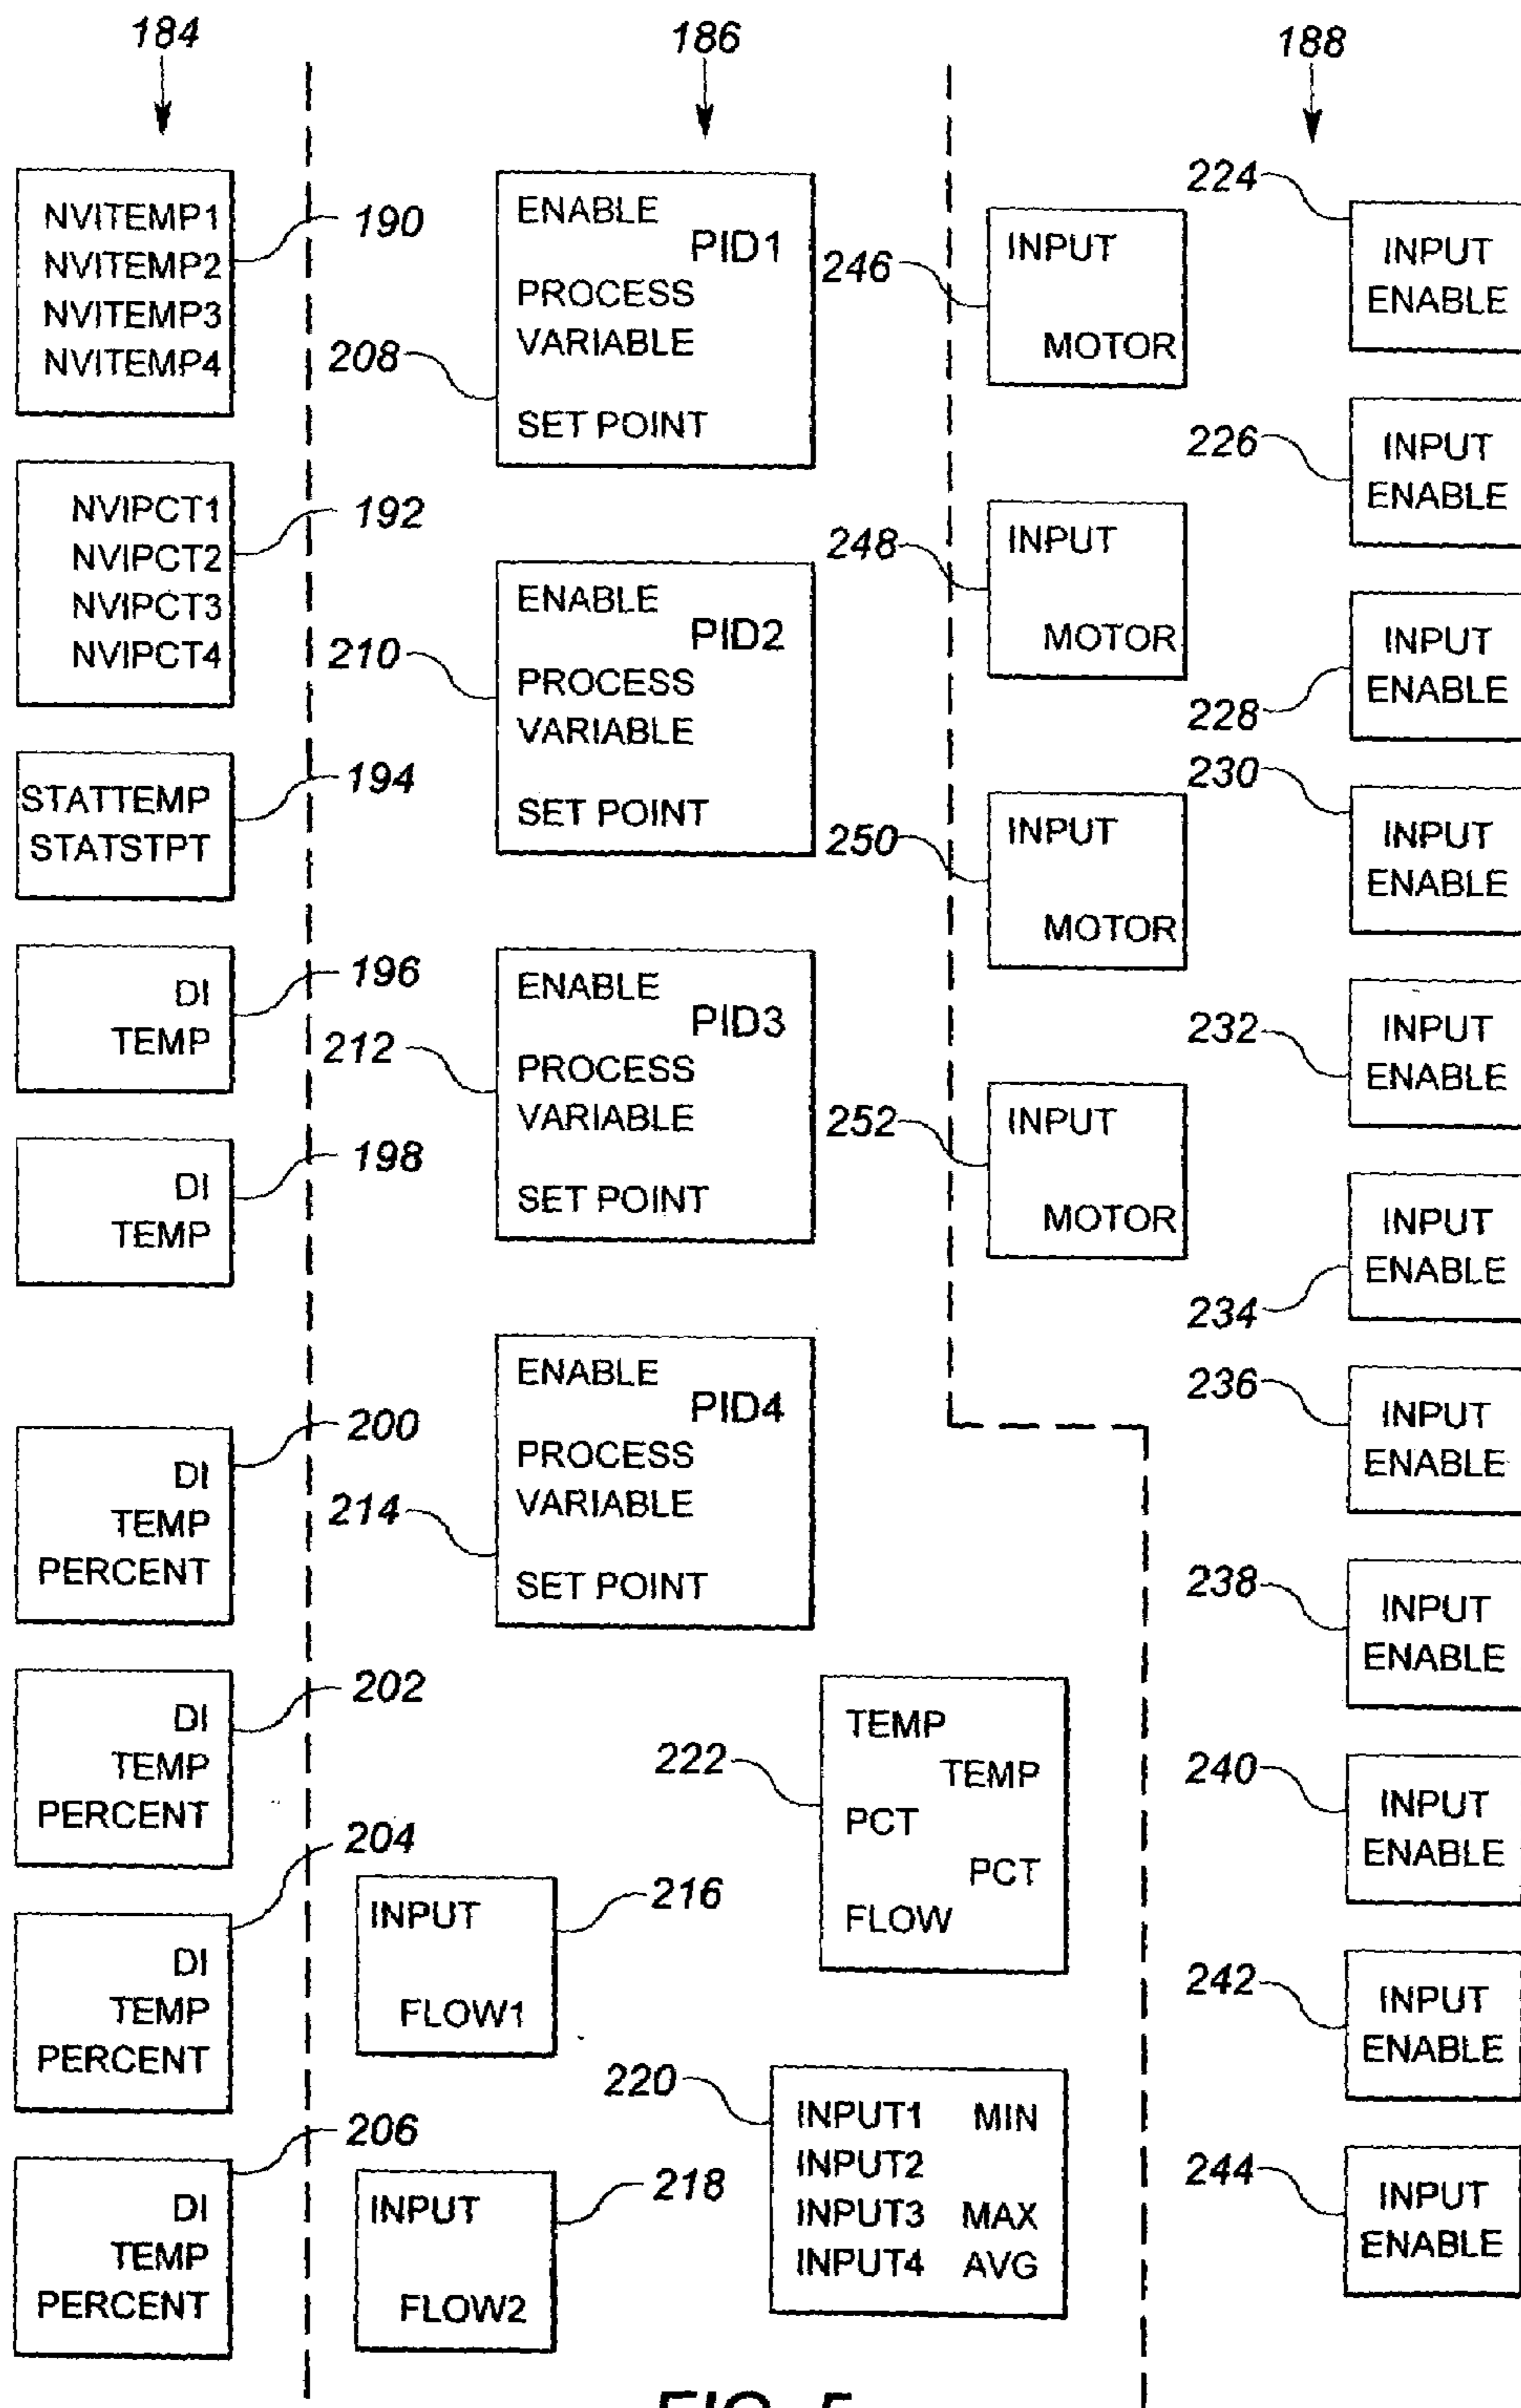 184
186
188
NVITEMP1
NVITEMP2
NVITEMP3
NVITEMP4
190
NVIPCT1
NVIPCT2
NVIPCT3
NVIPCT4
192
STATTEMP
STATSTPT
194
DI
TEMP
196
DI
TEMP
198
DI
TEMP
PERCENT
200
DI
TEMP
PERCENT
202
DI
TEMP
PERCENT
204
DI
TEMP
PERCENT
206
ENABLE
PID1
PROCESS
VARIABLE
SET POINT
208
ENABLE
PID2
PROCESS
VARIABLE
SET POINT
210
ENABLE
PID3
PROCESS
VARIABLE
SET POINT
212
ENABLE
PID4
PROCESS
VARIABLE
SET POINT
214
222
TEMP
TEMP
PCT
PCT
FLOW
INPUT
FLOW1
216
INPUT
FLOW2
218
220
INPUT1 MIN
INPUT2
INPUT3 MAX
INPUT4 AVG
246
INPUT
MOTOR
248
INPUT
MOTOR
250
INPUT
MOTOR
252
INPUT
MOTOR
224
INPUT
ENABLE
226
INPUT
ENABLE
228
INPUT
ENABLE
230
INPUT
ENABLE
232
INPUT
ENABLE
234
INPUT
ENABLE
236
INPUT
ENABLE
238
INPUT
ENABLE
240
INPUT
ENABLE
242
INPUT
ENABLE
244
INPUT
ENABLE